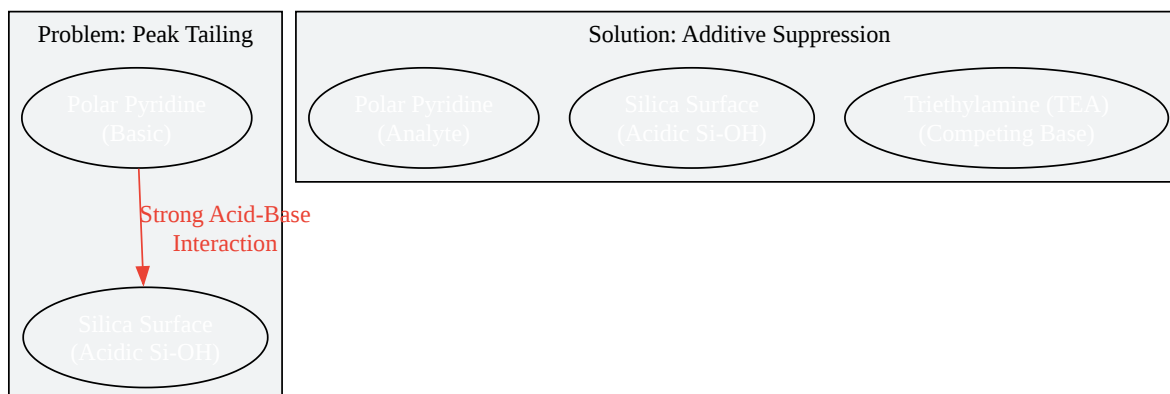 Problem: Peak Tailing
Polar Pyridine
(Basic)
Strong Acid-Base
Interaction
Silica Surface
(Acidic Si-OH)
Solution: Additive Suppression
Polar Pyridine
(Analyte)
Silica Surface
(Acidic Si-OH)
Triethylamine (TEA)
(Competing Base)